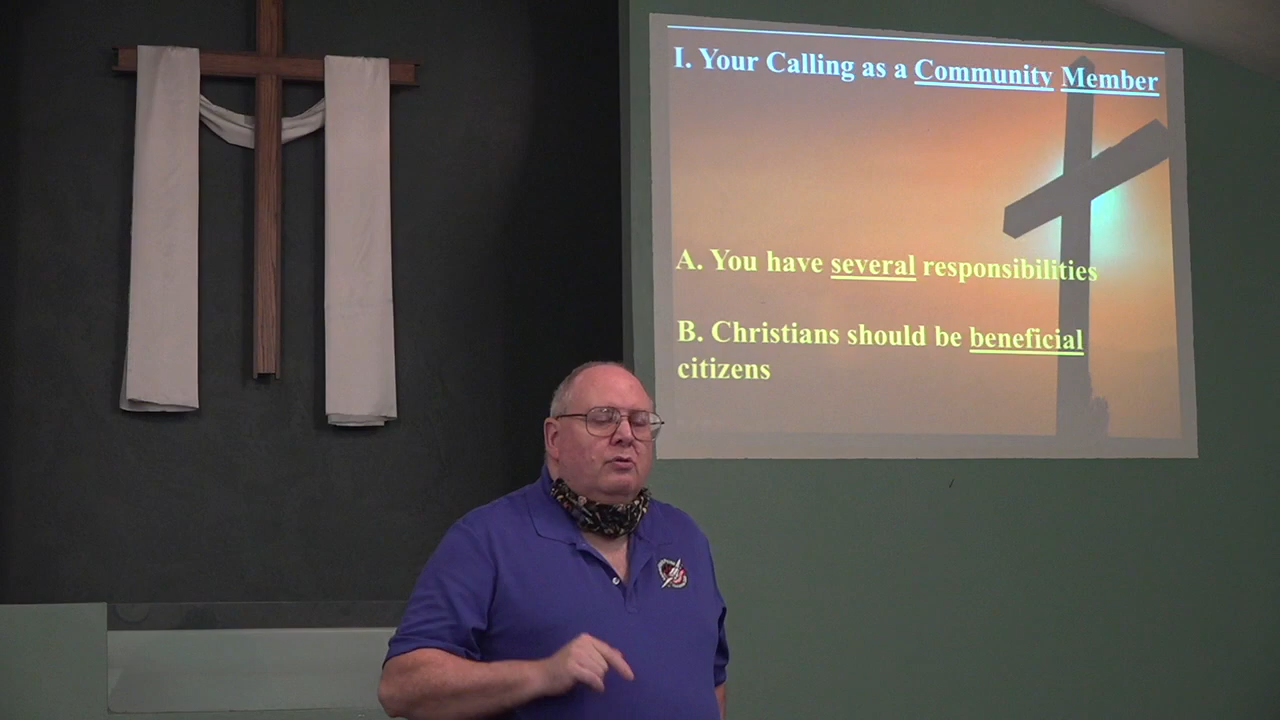 I. Your Calling as a Community Member
A. You have several responsibilities
B. Christians should be beneficial
citizens